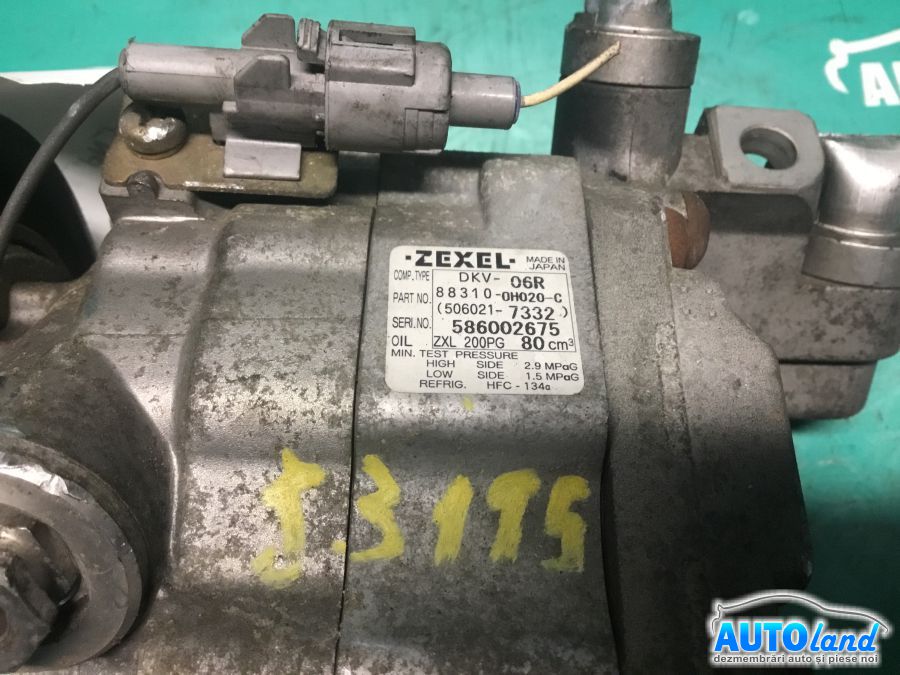 ZEXEL
MADE IN
JAPAN
COMP. TYPE DKV- 06R
PART NO. 88310-0H020-C
(506021-7332)
SERI.NO. 586002675
OIL ZXL 200PG 80 cm³
MIN. TEST PRESSURE
HIGH SIDE 2.9 MPaG
LOW SIDE 1.5 MPaG
REFRIG. HFC-134a
J.3195
AU
AUTOland
dezmembrări auto și piese noi